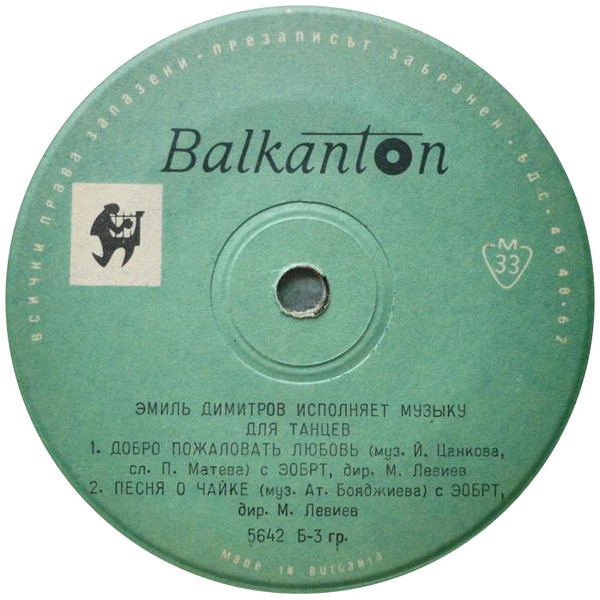 ВСИЧКИ ПРАВА ЗАПАЗЕНИ · ПРЕЗАПИСЪТ ЗАБРАНЕН · БДС · 4648 · 62
Balkanton
M
33
ЭМИЛЬ ДИМИТРОВ ИСПОЛНЯЕТ МУЗЫКУ
ДЛЯ ТАНЦЕВ
1. ДОБРО ПОЖАЛОВАТЬ ЛЮБОВЬ (муз. Й. Цанкова,
сл. П. Матева) с ЭОБРТ, дир. М. Левиев
2. ПЕСНЯ О ЧАЙКЕ (муз. Ат. Бояджиева) с ЭОБРТ,
дир. М. Левиев
5642 Б-3 гр.
made in Bulgaria